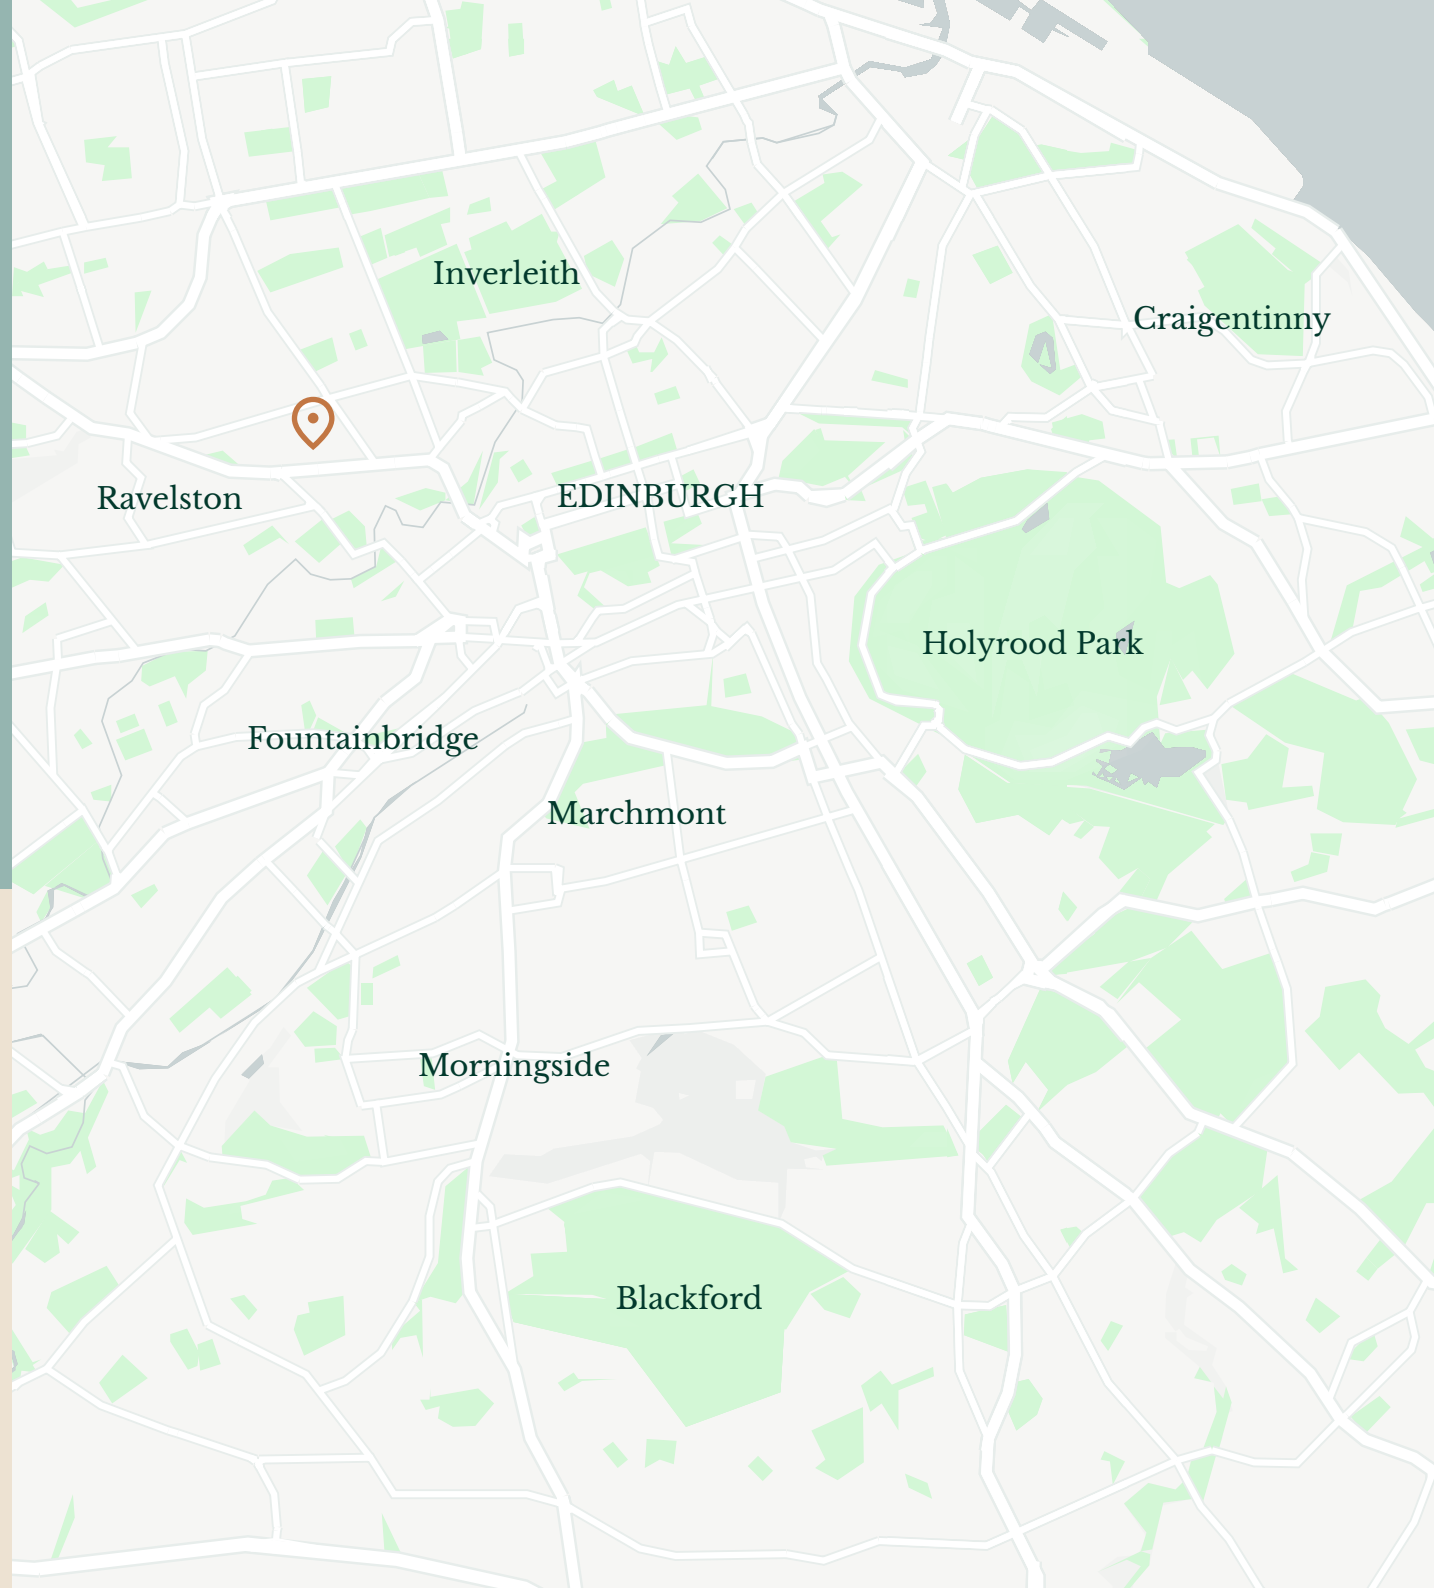 Inverleith
Craigentinny
Ravelston
EDINBURGH
Holyrood Park
Fountainbridge
Marchmont
Morningside
Blackford